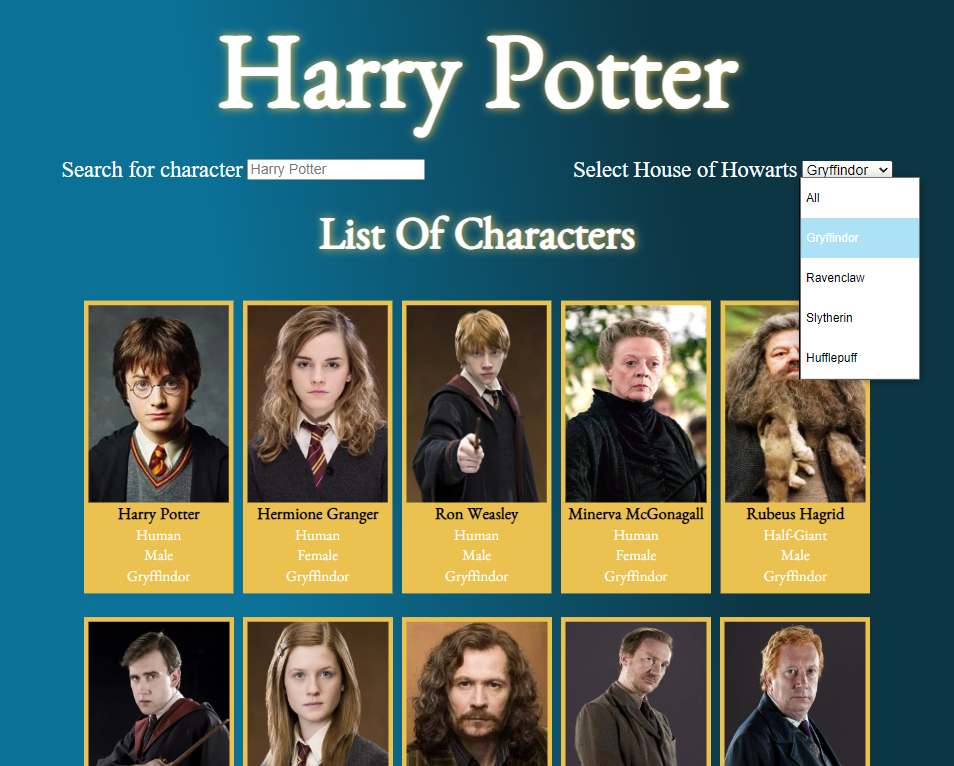 Harry Potter
Search for character Harry Potter
Select House of Howarts Gryffindor
All
Gryffindor
Ravenclaw
Slytherin
Hufflepuff
List Of Characters
Harry Potter
Human
Male
Gryffindor
Hermione Granger
Human
Female
Gryffindor
Ron Weasley
Human
Male
Gryffindor
Minerva McGonagall
Human
Female
Gryffindor
Rubeus Hagrid
Half-Giant
Male
Gryffindor